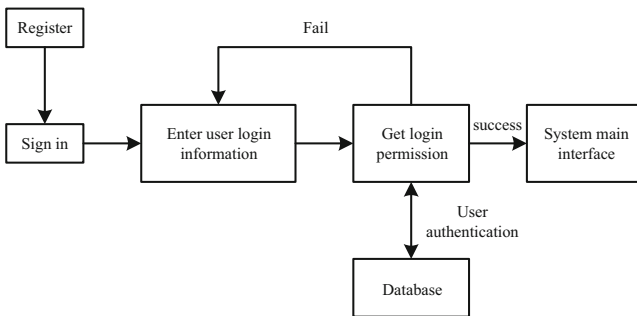 Register
Fail
Sign in
Enter user login
information
Get login
permission
success
System main
interface
User
authentication
Database